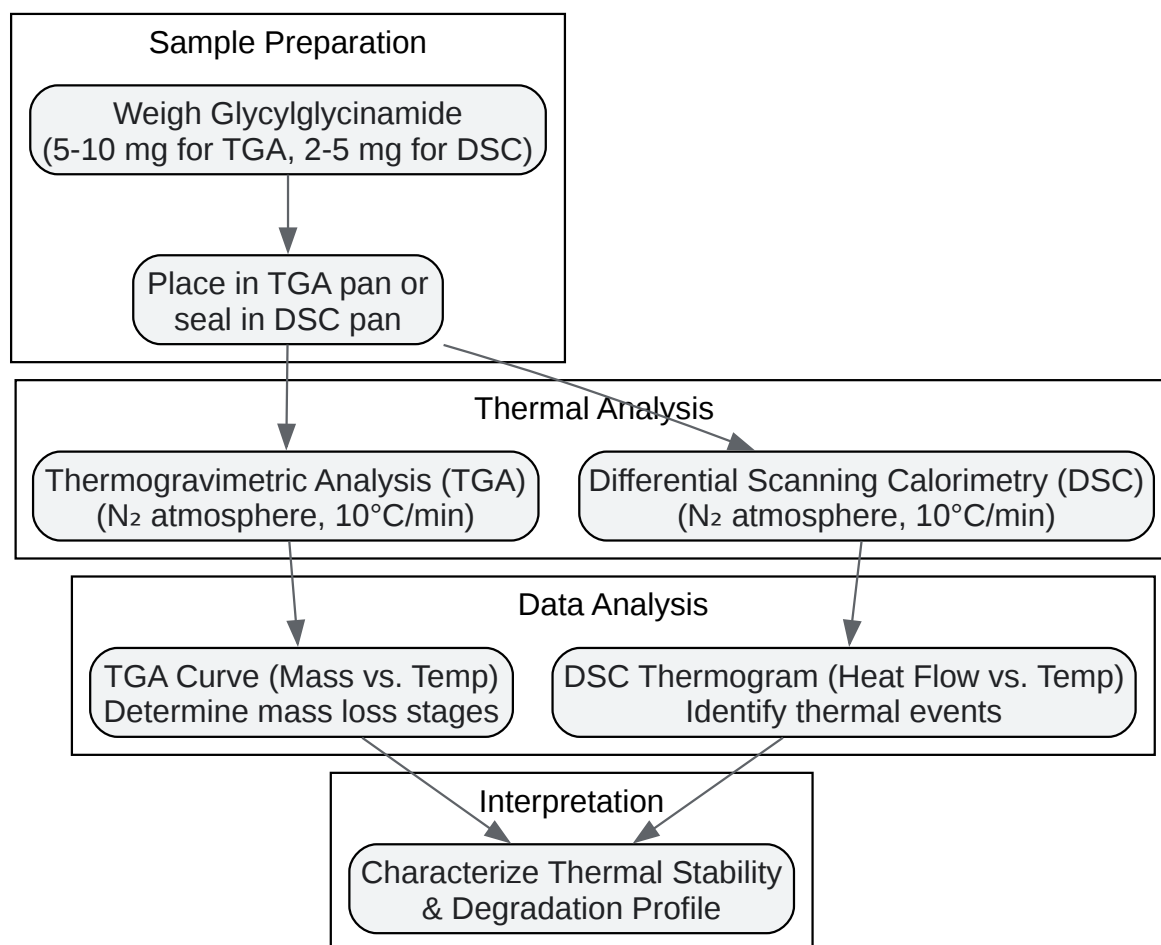 Sample Preparation
Weigh Glycylglycinamide
(5-10 mg for TGA, 2-5 mg for DSC)
Place in TGA pan or
seal in DSC pan
Thermal Analysis
Thermogravimetric Analysis (TGA)
(N₂ atmosphere, 10°C/min)
Differential Scanning Calorimetry (DSC)
(N₂ atmosphere, 10°C/min)
Data Analysis
TGA Curve (Mass vs. Temp)
Determine mass loss stages
DSC Thermogram (Heat Flow vs. Temp)
Identify thermal events
Interpretation
Characterize Thermal Stability
& Degradation Profile